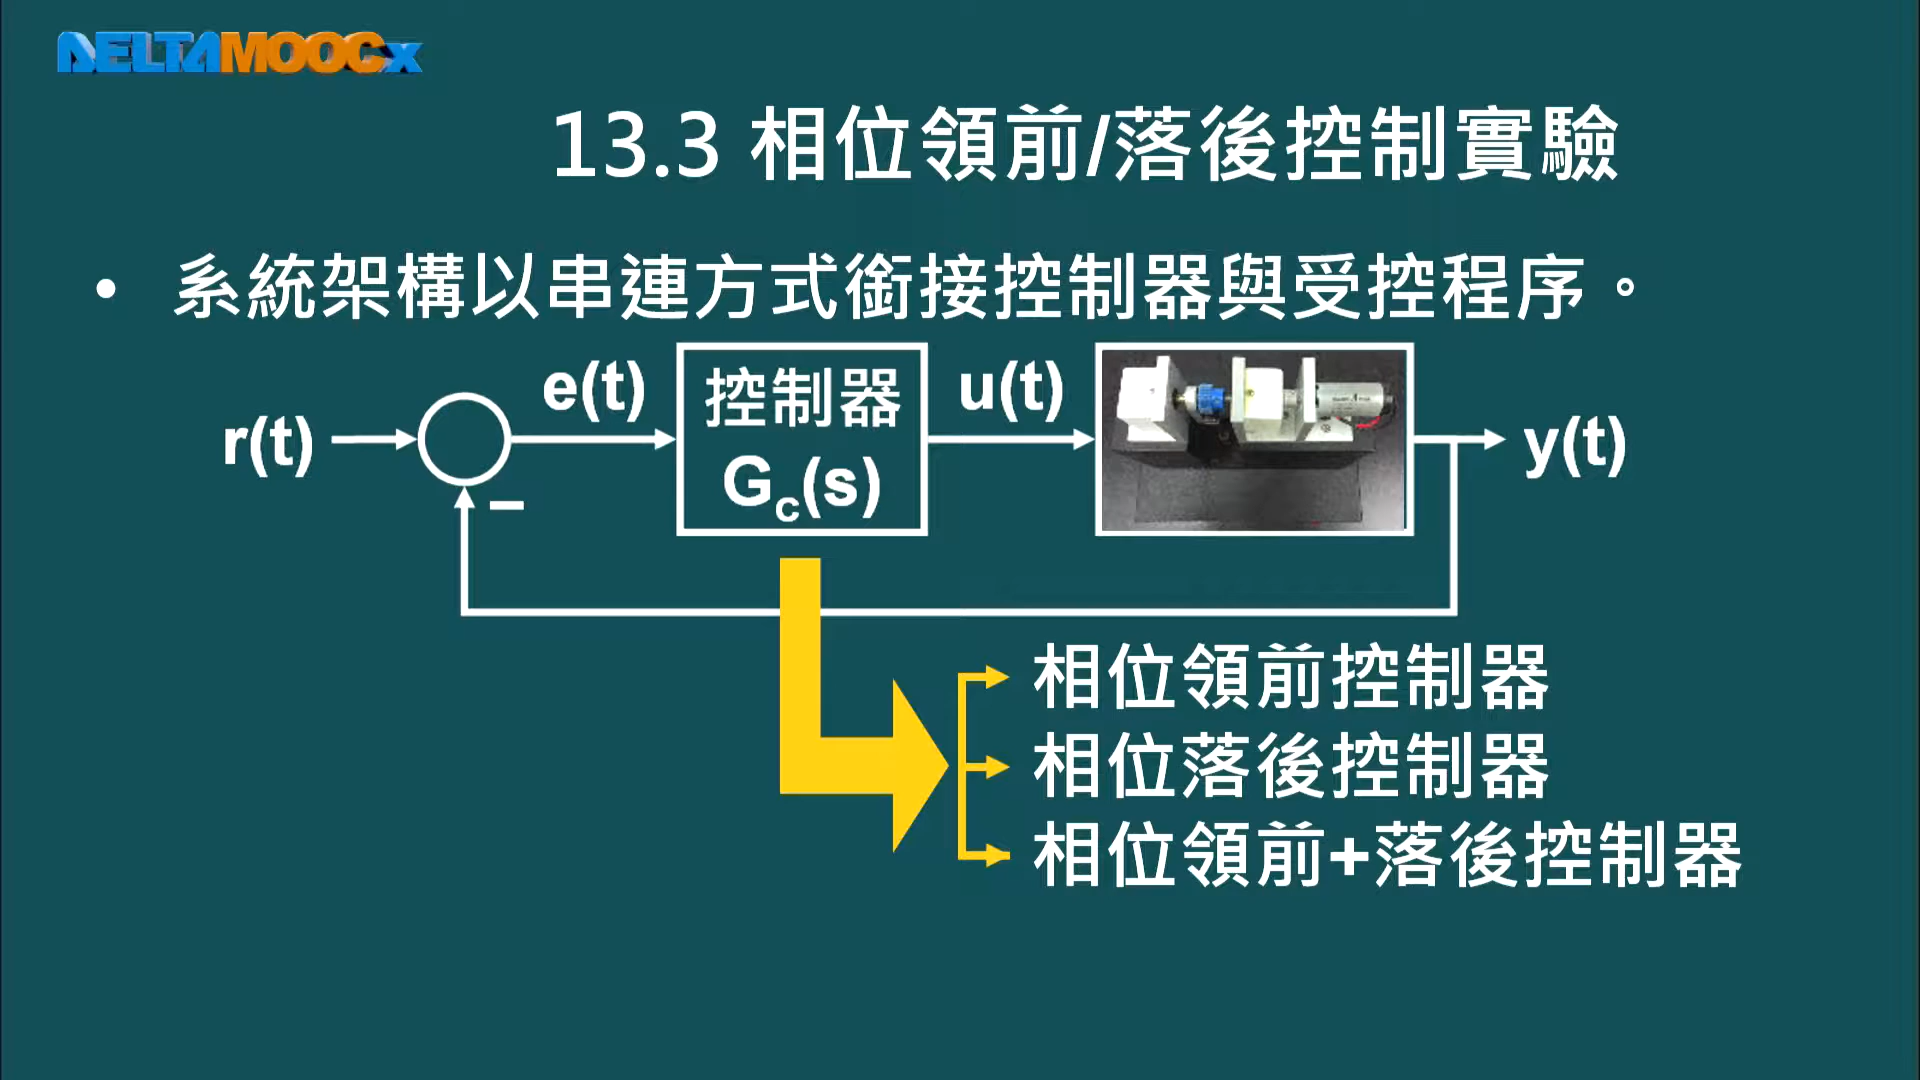 DELTAMOOCx
13.3 相位領前/落後控制實驗
• 系統架構以串連方式銜接控制器與受控程序。
r(t)
e(t)
控制器
Gc(s)
u(t)
y(t)
–
相位領前控制器
相位落後控制器
相位領前+落後控制器